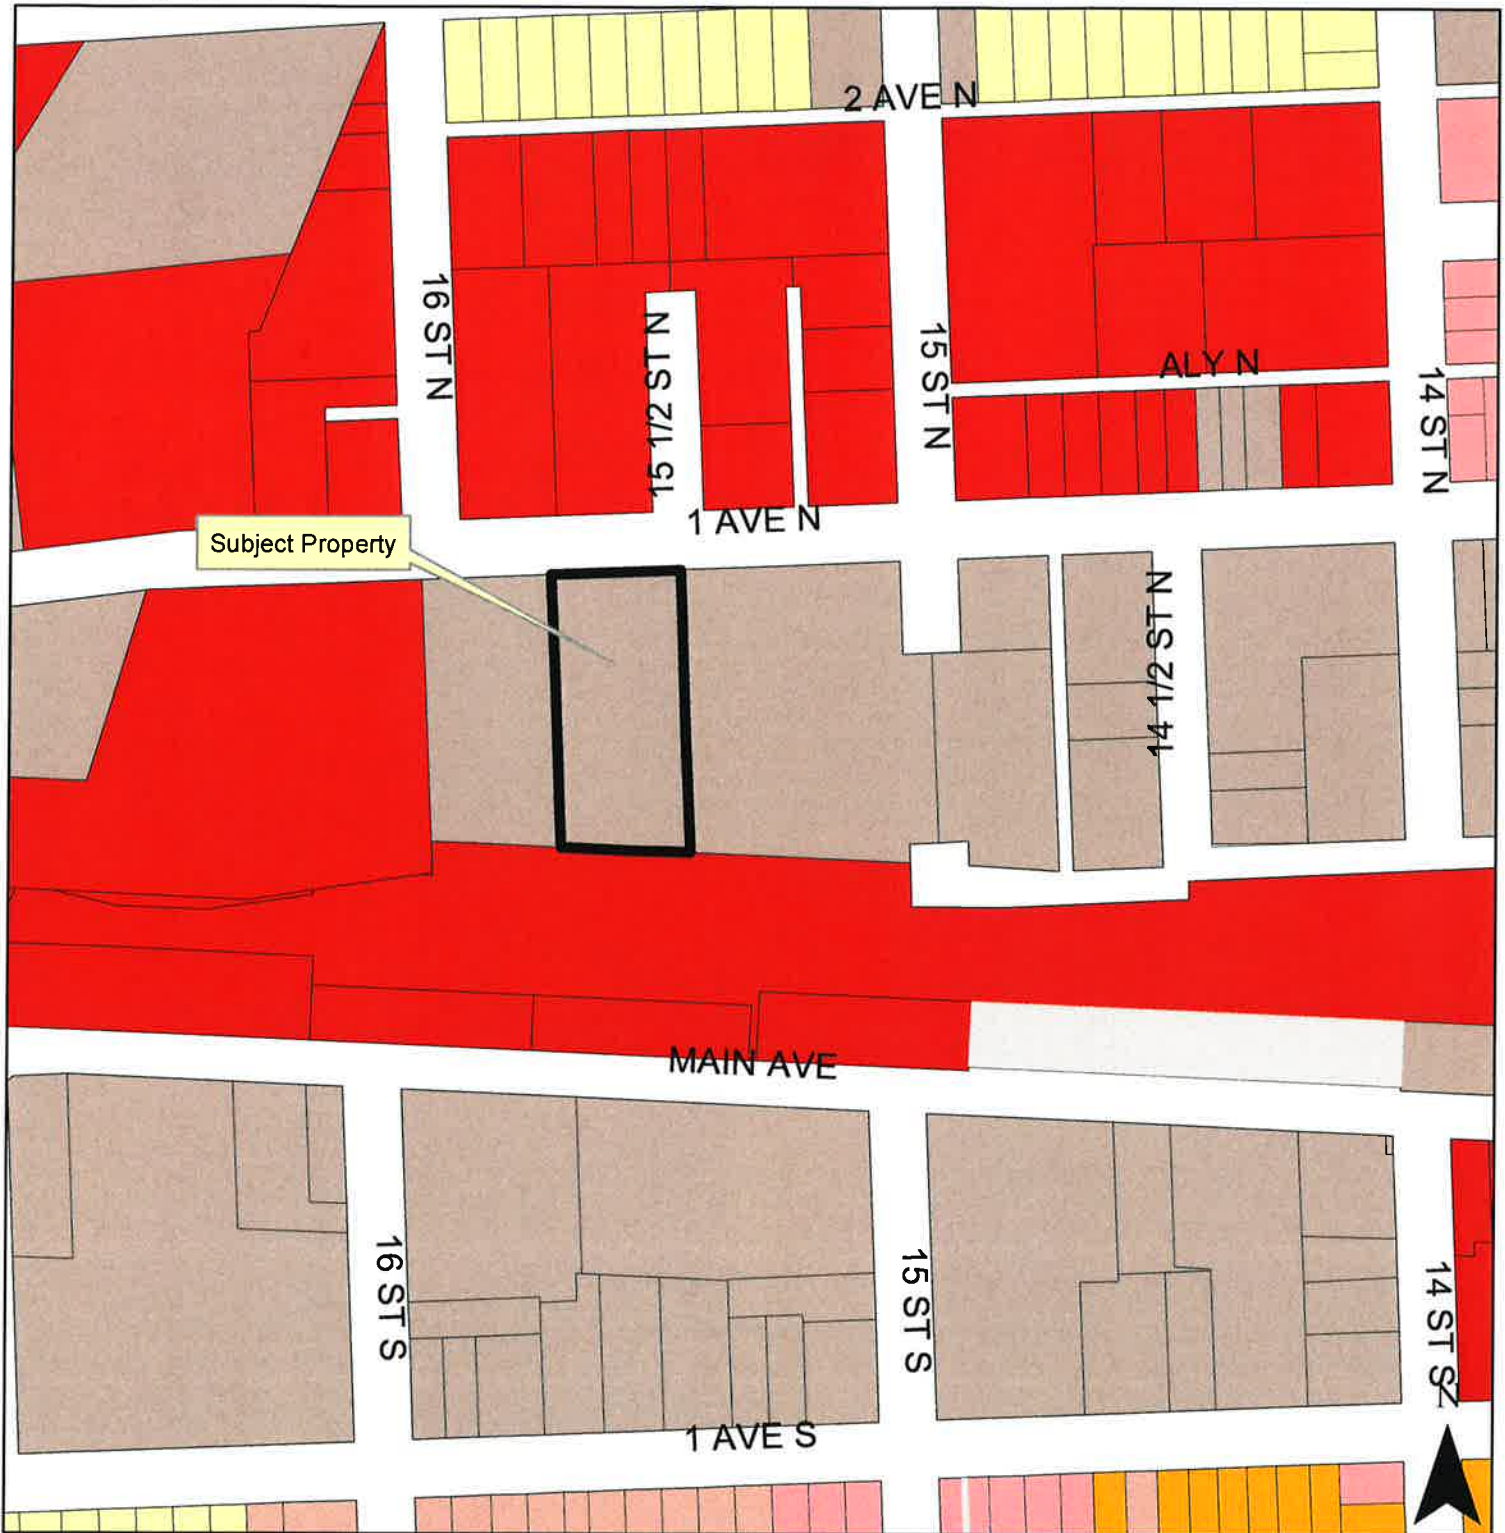 2 AVE N
16 ST N
15 1/2 ST N
15 ST N
ALY N
14 ST N
1 AVE N
Subject Property
14 1/2 ST N
MAIN AVE
16 ST S
15 ST S
14 ST S
Z
1 AVE S